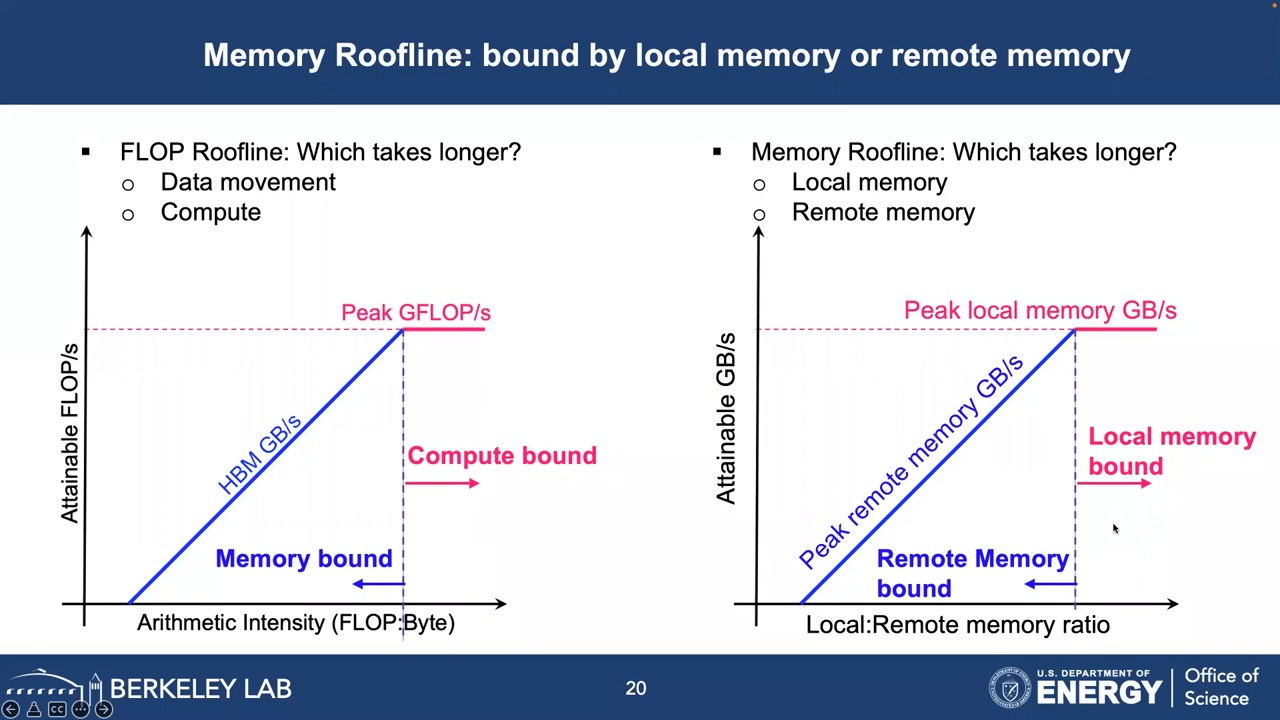 Memory Roofline: bound by local memory or remote memory
▪ FLOP Roofline: Which takes longer?
o Data movement
o Compute
Peak GFLOP/s
Attainable FLOP/s
HBM GB/s
Compute bound
Memory bound
Arithmetic Intensity (FLOP:Byte)
▪ Memory Roofline: Which takes longer?
o Local memory
o Remote memory
Peak local memory GB/s
Attainable GB/s
Peak remote memory GB/s
Local memory
bound
Remote Memory
bound
Local:Remote memory ratio
BERKELEY LAB
20
U.S. DEPARTMENT OF
ENERGY
Office of
Science
CC